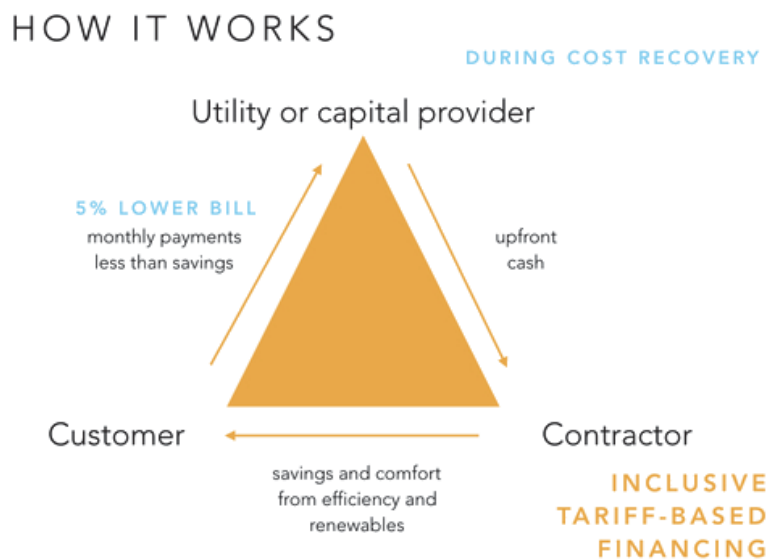 HOW IT WORKS
DURING COST RECOVERY
Utility or capital provider
5% LOWER BILL
monthly payments
less than savings
upfront
cash
Customer
Contractor
savings and comfort
from efficiency and
renewables
INCLUSIVE
TARIFF-BASED
FINANCING